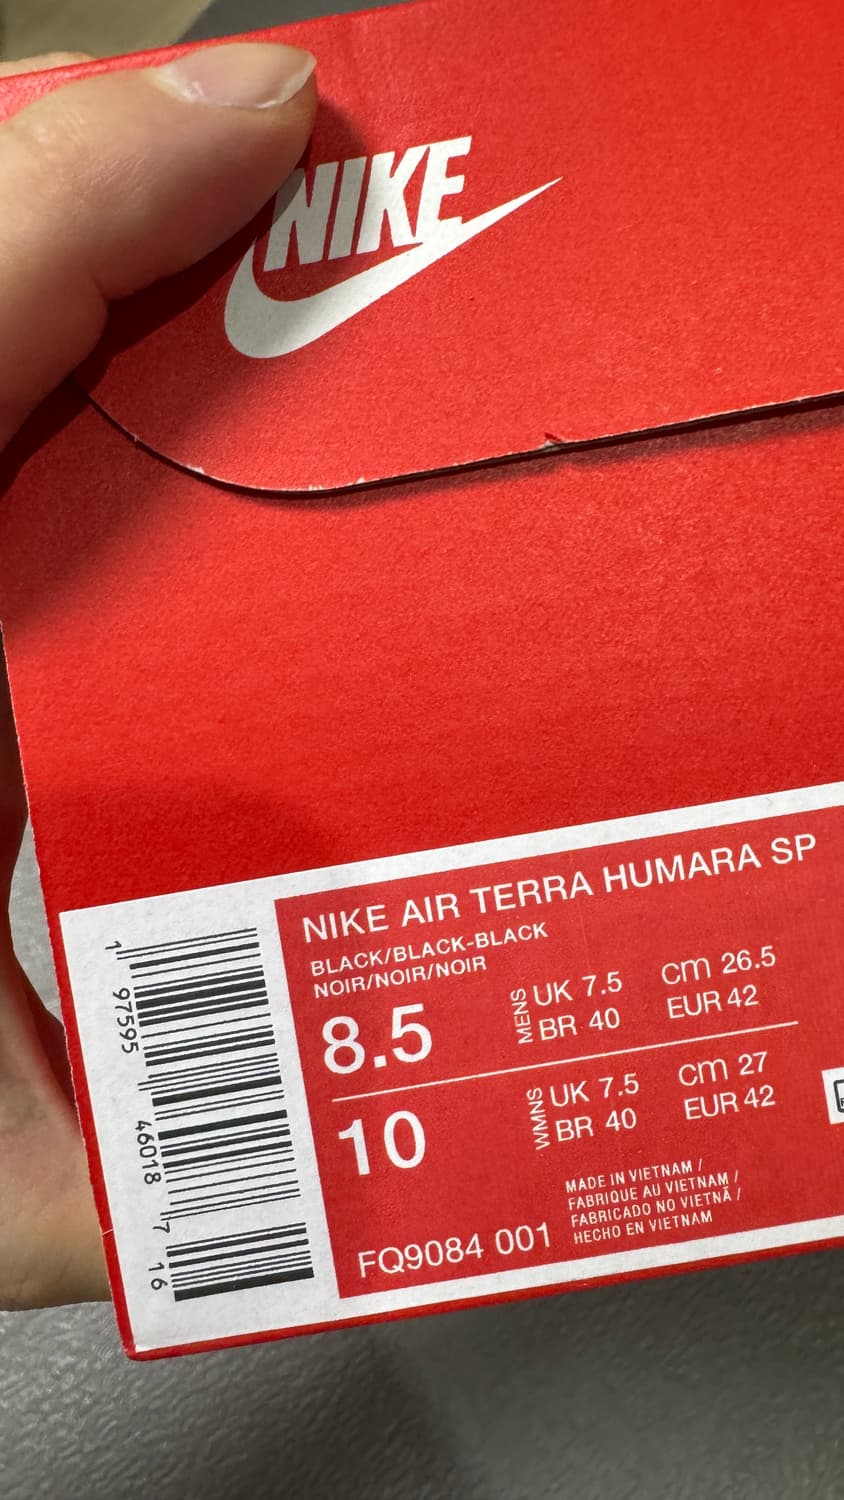 NIKE
NIKE AIR TERRA HUMARA SP
BLACK/BLACK-BLACK
NOIR/NOIR/NOIR
8.5
MENS
UK 7.5
cm 26.5
BR 40
EUR 42
10
WMNS
UK 7.5
cm 27
BR 40
EUR 42
MADE IN VIETNAM /
FABRIQUE AU VIETNAM /
FABRICADO NO VIETNÃ /
HECHO EN VIETNAM
FQ9084 001
1 97595 46018 7 16